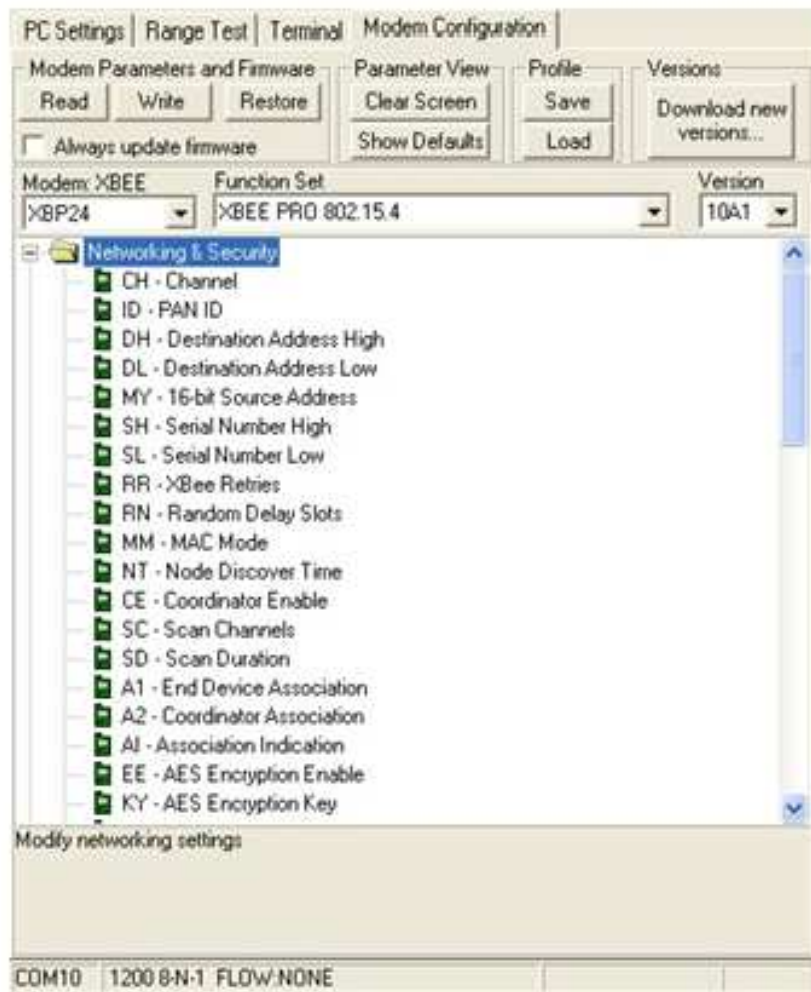 PC Settings Range Test Terminal Modem Configuration
Modem Parameters and Firmware Parameter View Profile Versions
Read Write Restore Clear Screen Save Download new versions...
Always update firmware Show Defaults Load
Modem: XBEE Function Set Version
XBP24 XBEE PRO 802.15.4 10A1
Networking & Security
CH - Channel
ID - PAN ID
DH - Destination Address High
DL - Destination Address Low
MY - 16-bit Source Address
SH - Serial Number High
SL - Serial Number Low
RR - XBee Retries
RN - Random Delay Slots
MM - MAC Mode
NT - Node Discover Time
CE - Coordinator Enable
SC - Scan Channels
SD - Scan Duration
A1 - End Device Association
A2 - Coordinator Association
AI - Association Indication
EE - AES Encryption Enable
KY - AES Encryption Key
Modify networking settings
COM10 1200 8-N-1 FLOW:NONE